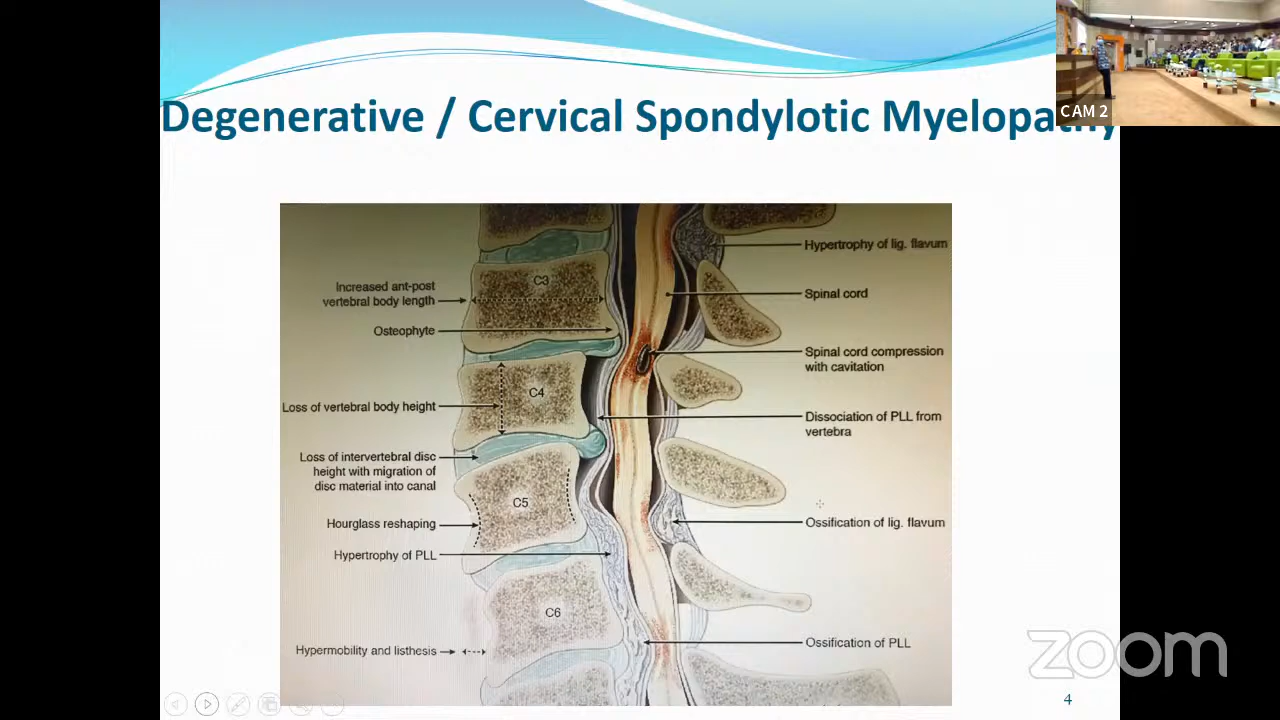 CAM 2
Degenerative / Cervical Spondylotic Myelopathy
Increased ant-post
vertebral body length
Osteophyte
Loss of vertebral body height
Loss of intervertebral disc
height with migration of
disc material into canal
Hourglass reshaping
Hypertrophy of PLL
Hypermobility and listhesis
C3
C4
C5
C6
Hypertrophy of lig. flavum
Spinal cord
Spinal cord compression
with cavitation
Dissociation of PLL from
vertebra
Ossification of lig. flavum
Ossification of PLL
zoom
4